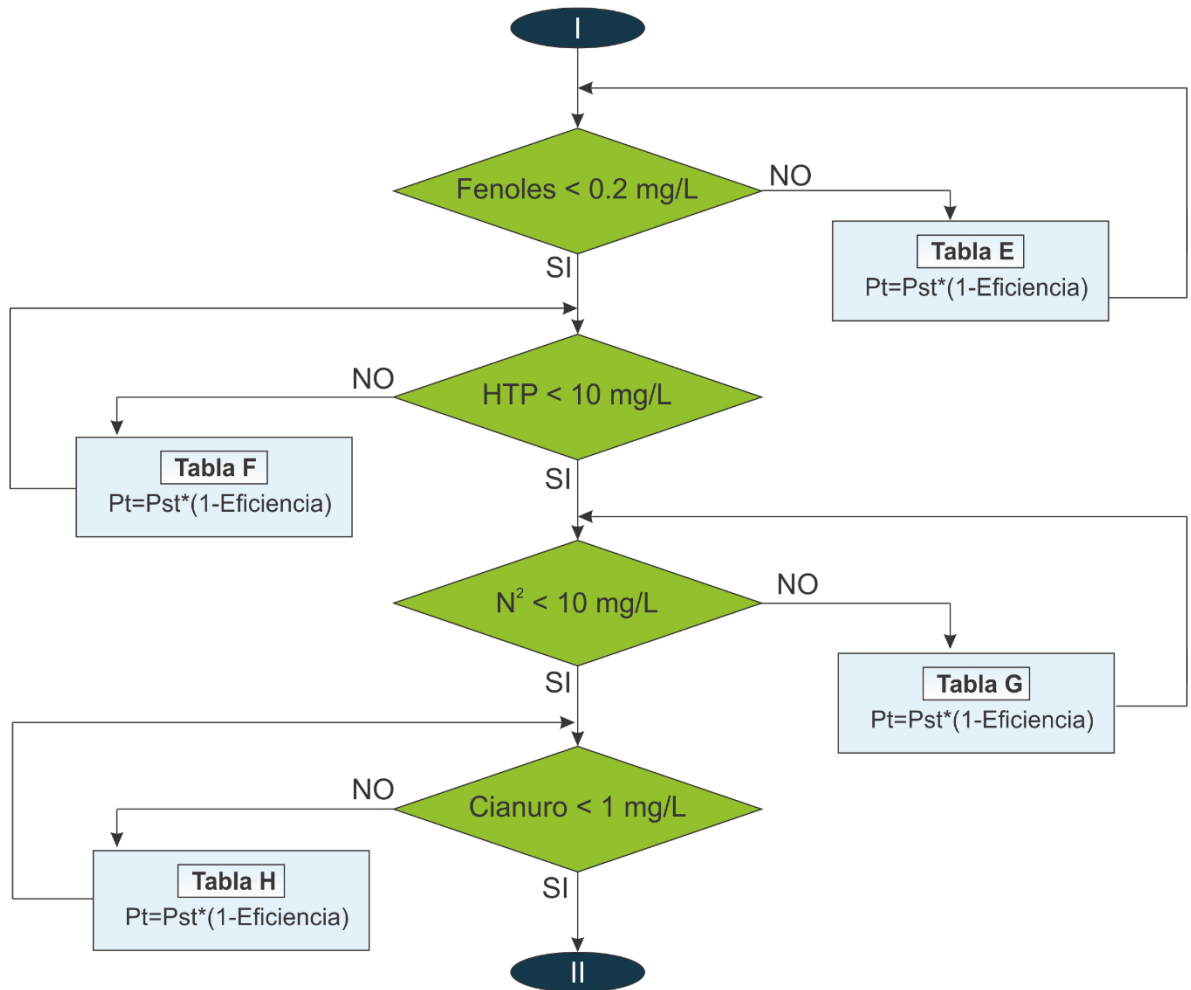 I
Fenoles < 0.2 mg/L
NO
Tabla E
Pt=Pst*(1-Eficiencia)
SI
HTP < 10 mg/L
NO
Tabla F
Pt=Pst*(1-Eficiencia)
SI
N² < 10 mg/L
NO
Tabla G
Pt=Pst*(1-Eficiencia)
SI
Cianuro < 1 mg/L
NO
Tabla H
Pt=Pst*(1-Eficiencia)
SI
II